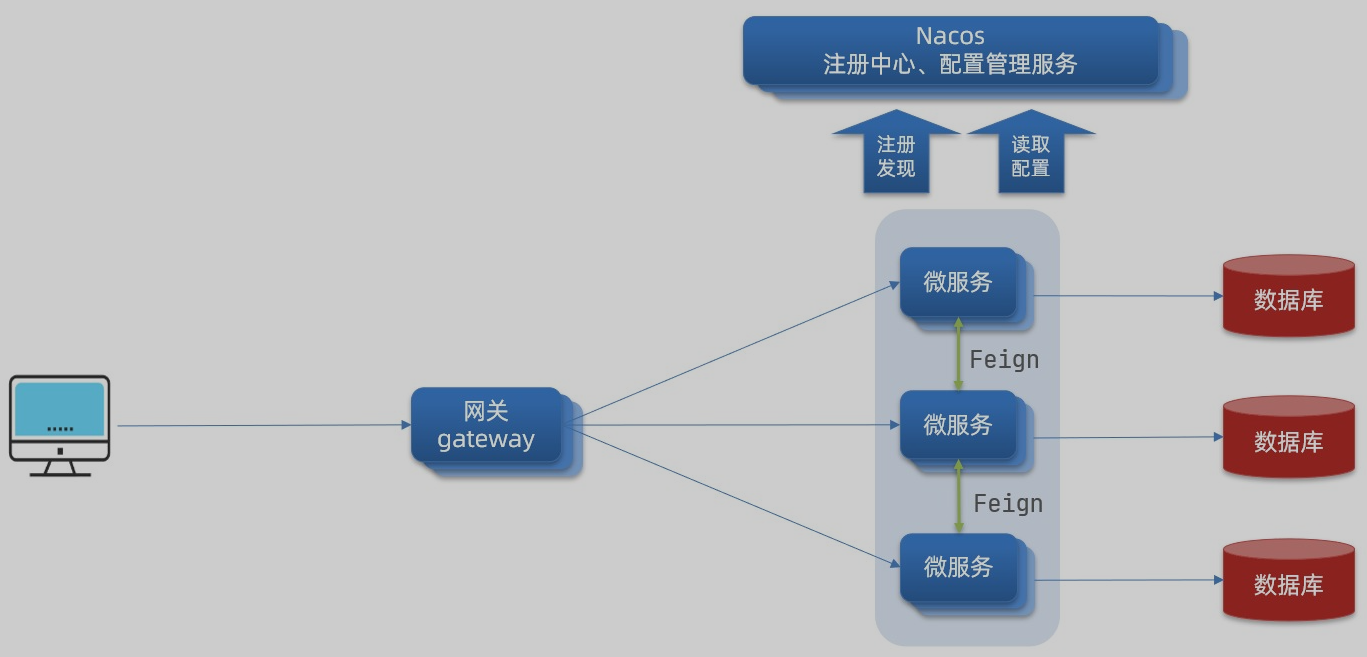 Nacos
注册中心、配置管理服务
注册
发现
读取
配置
微服务
数据库
Feign
网关
gateway
微服务
数据库
Feign
微服务
数据库